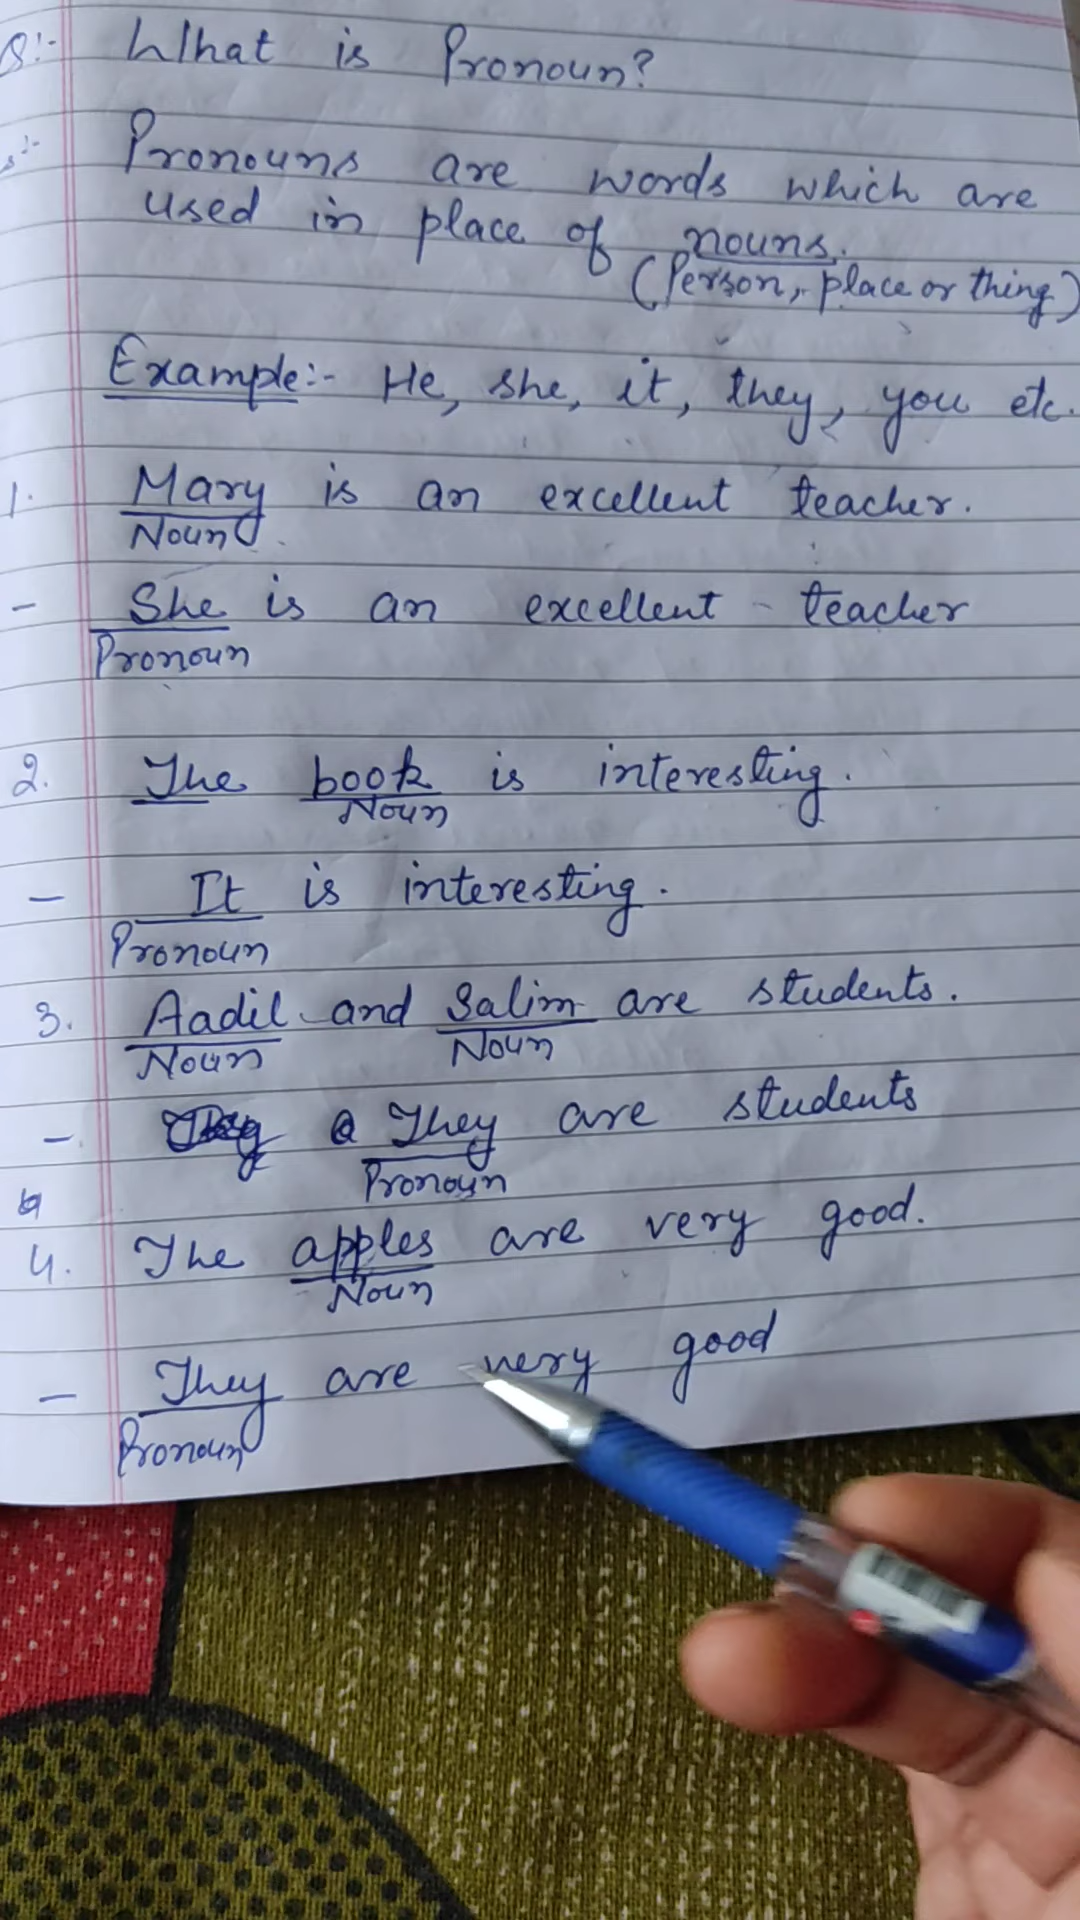 Q:- What is Pronoun?
s:- Pronouns are words which are
used in place of nouns.
(Person, place or thing)
Example:- He, she, it, they, you etc.
1. Mary is an excellent teacher.
Noun
- She is an excellent teacher
Pronoun
2. The book is interesting.
Noun
- It is interesting.
Pronoun
3. Aadil and Salim are students.
Noun Noun
- They are students
Pronoun
4. The apples are very good.
Noun
- They are very good
Pronoun